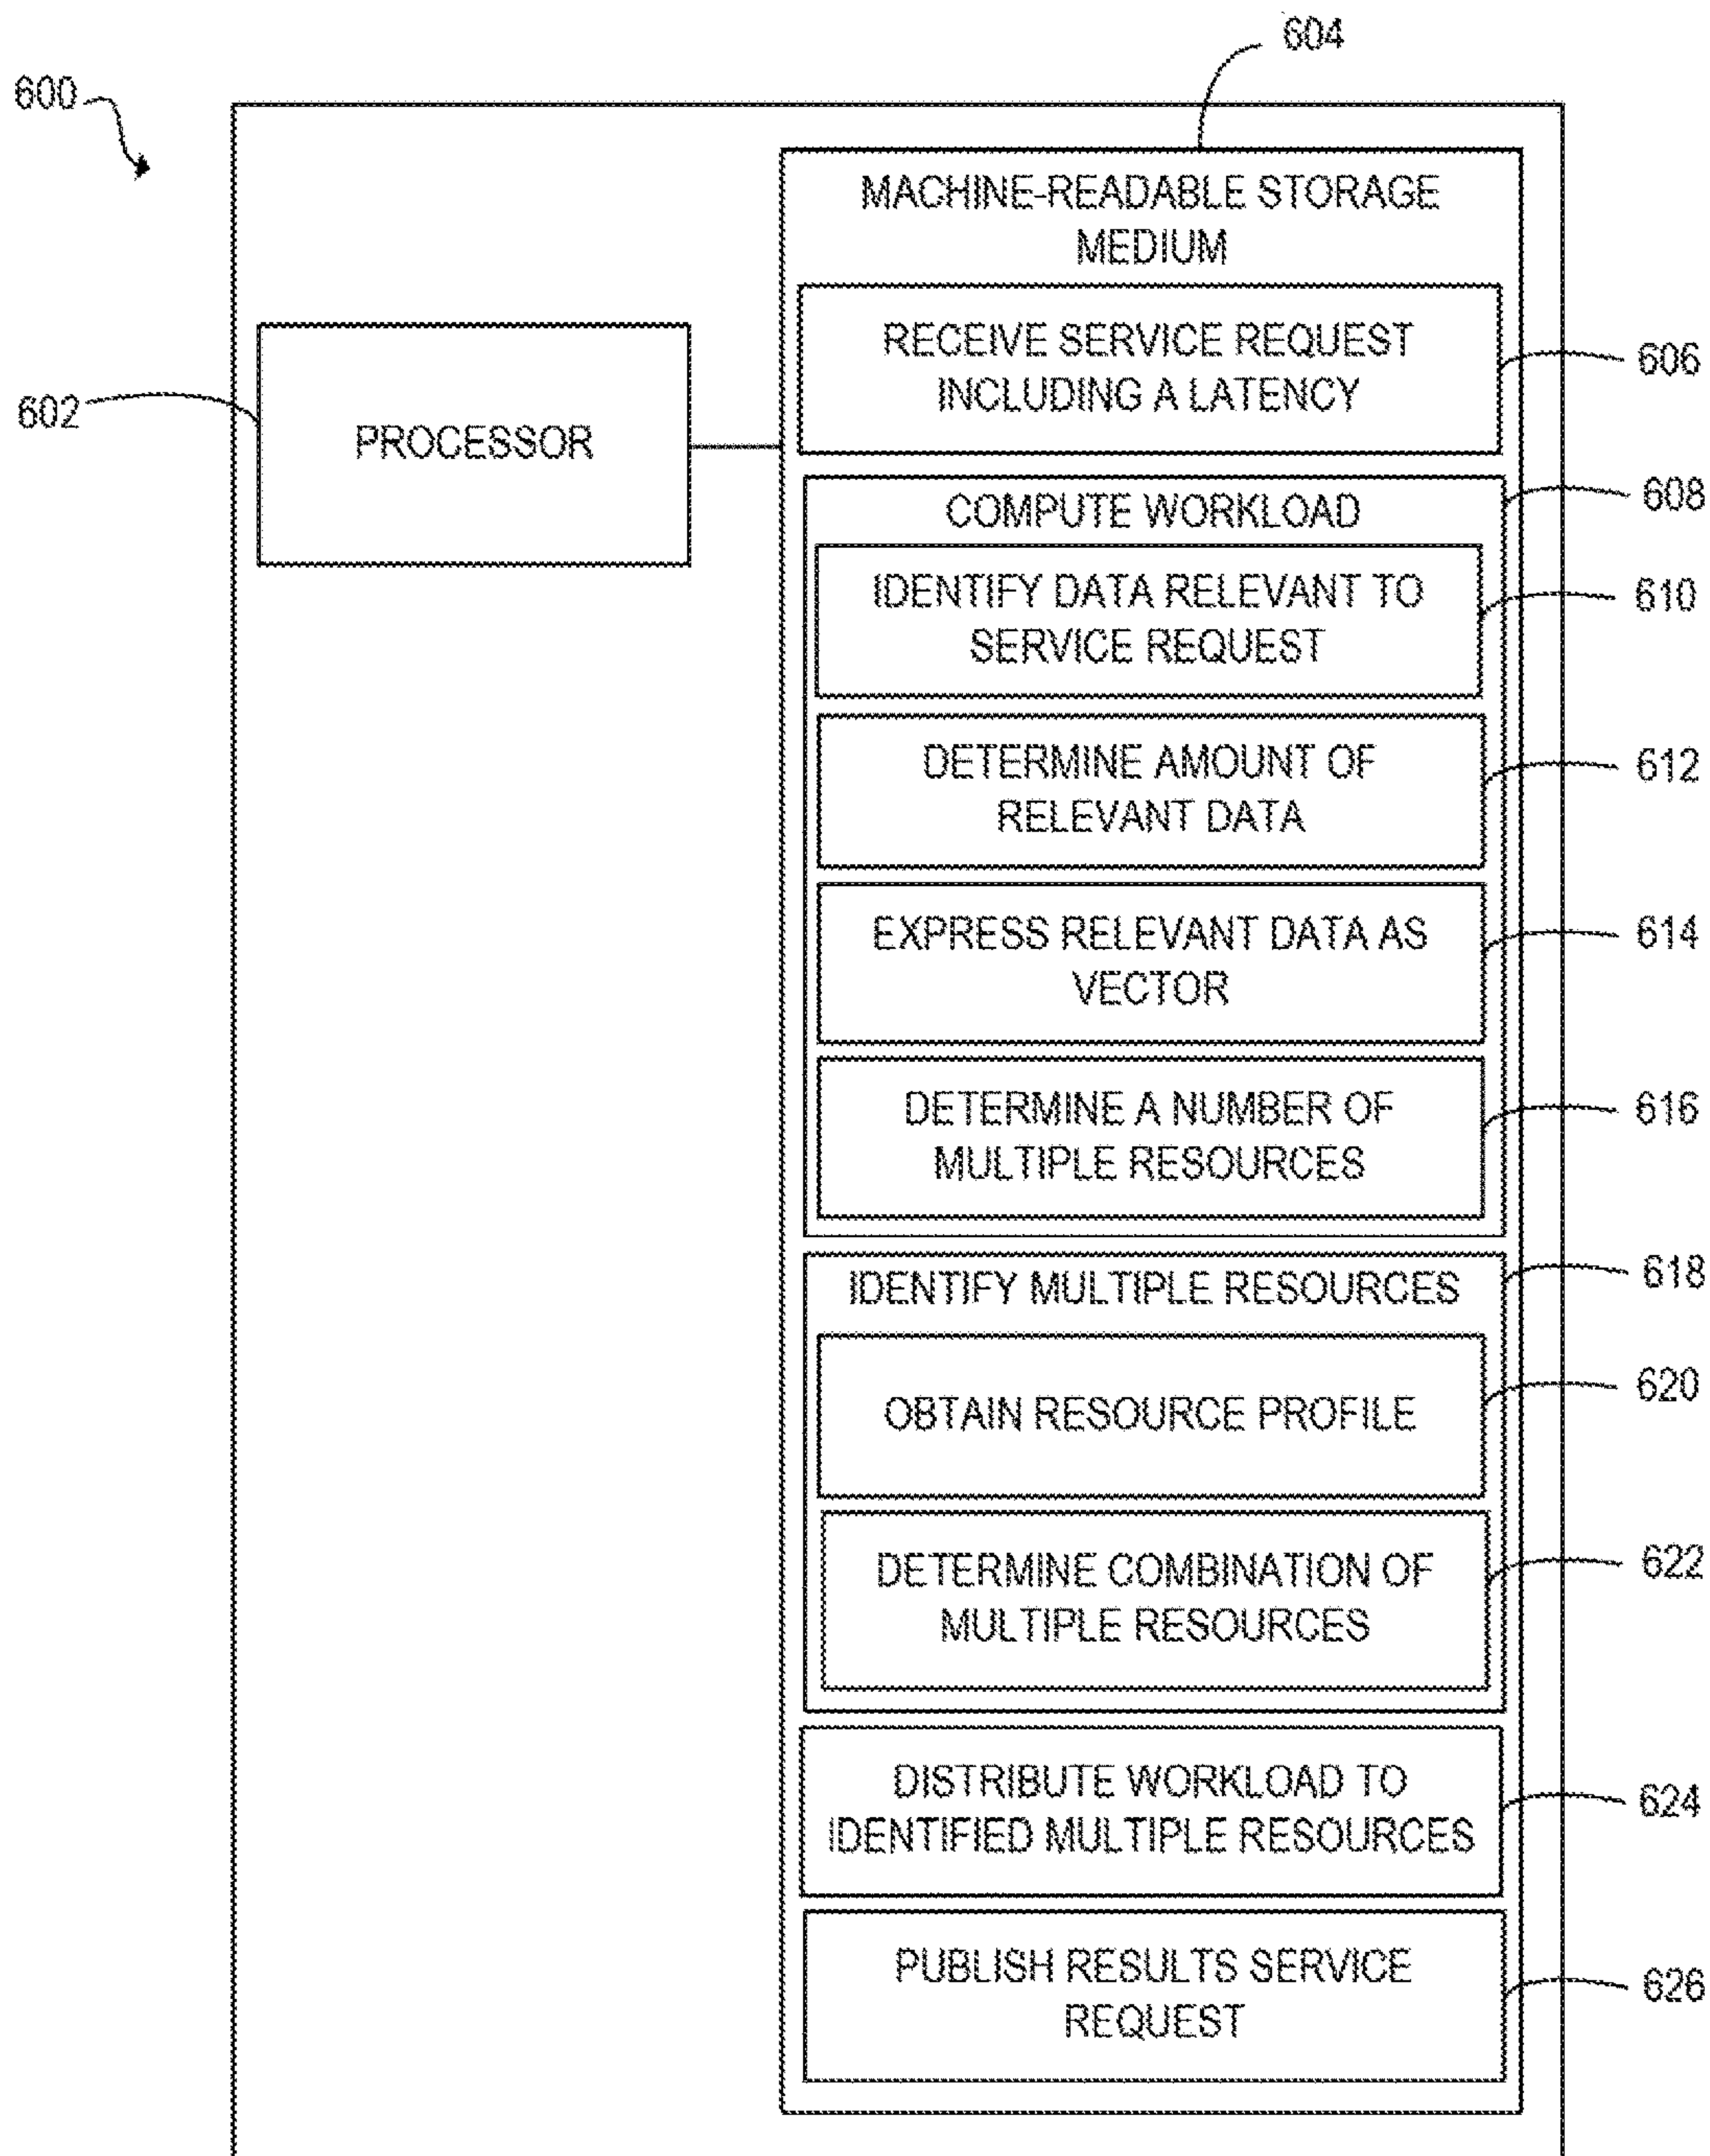 604
600
MACHINE-READABLE STORAGE
MEDIUM
RECEIVE SERVICE REQUEST
INCLUDING A LATENCY
606
602
PROCESSOR
COMPUTE WORKLOAD
608
IDENTIFY DATA RELEVANT TO
SERVICE REQUEST
610
DETERMINE AMOUNT OF
RELEVANT DATA
612
EXPRESS RELEVANT DATA AS
VECTOR
614
DETERMINE A NUMBER OF
MULTIPLE RESOURCES
616
IDENTIFY MULTIPLE RESOURCES
618
OBTAIN RESOURCE PROFILE
620
DETERMINE COMBINATION OF
MULTIPLE RESOURCES
622
DISTRIBUTE WORKLOAD TO
IDENTIFIED MULTIPLE RESOURCES
624
PUBLISH RESULTS SERVICE
REQUEST
626